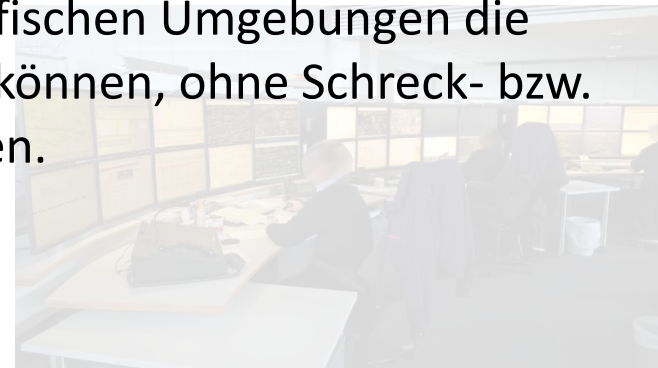 fischen Umgebungen die
können, ohne Schreck- bzw.
en.